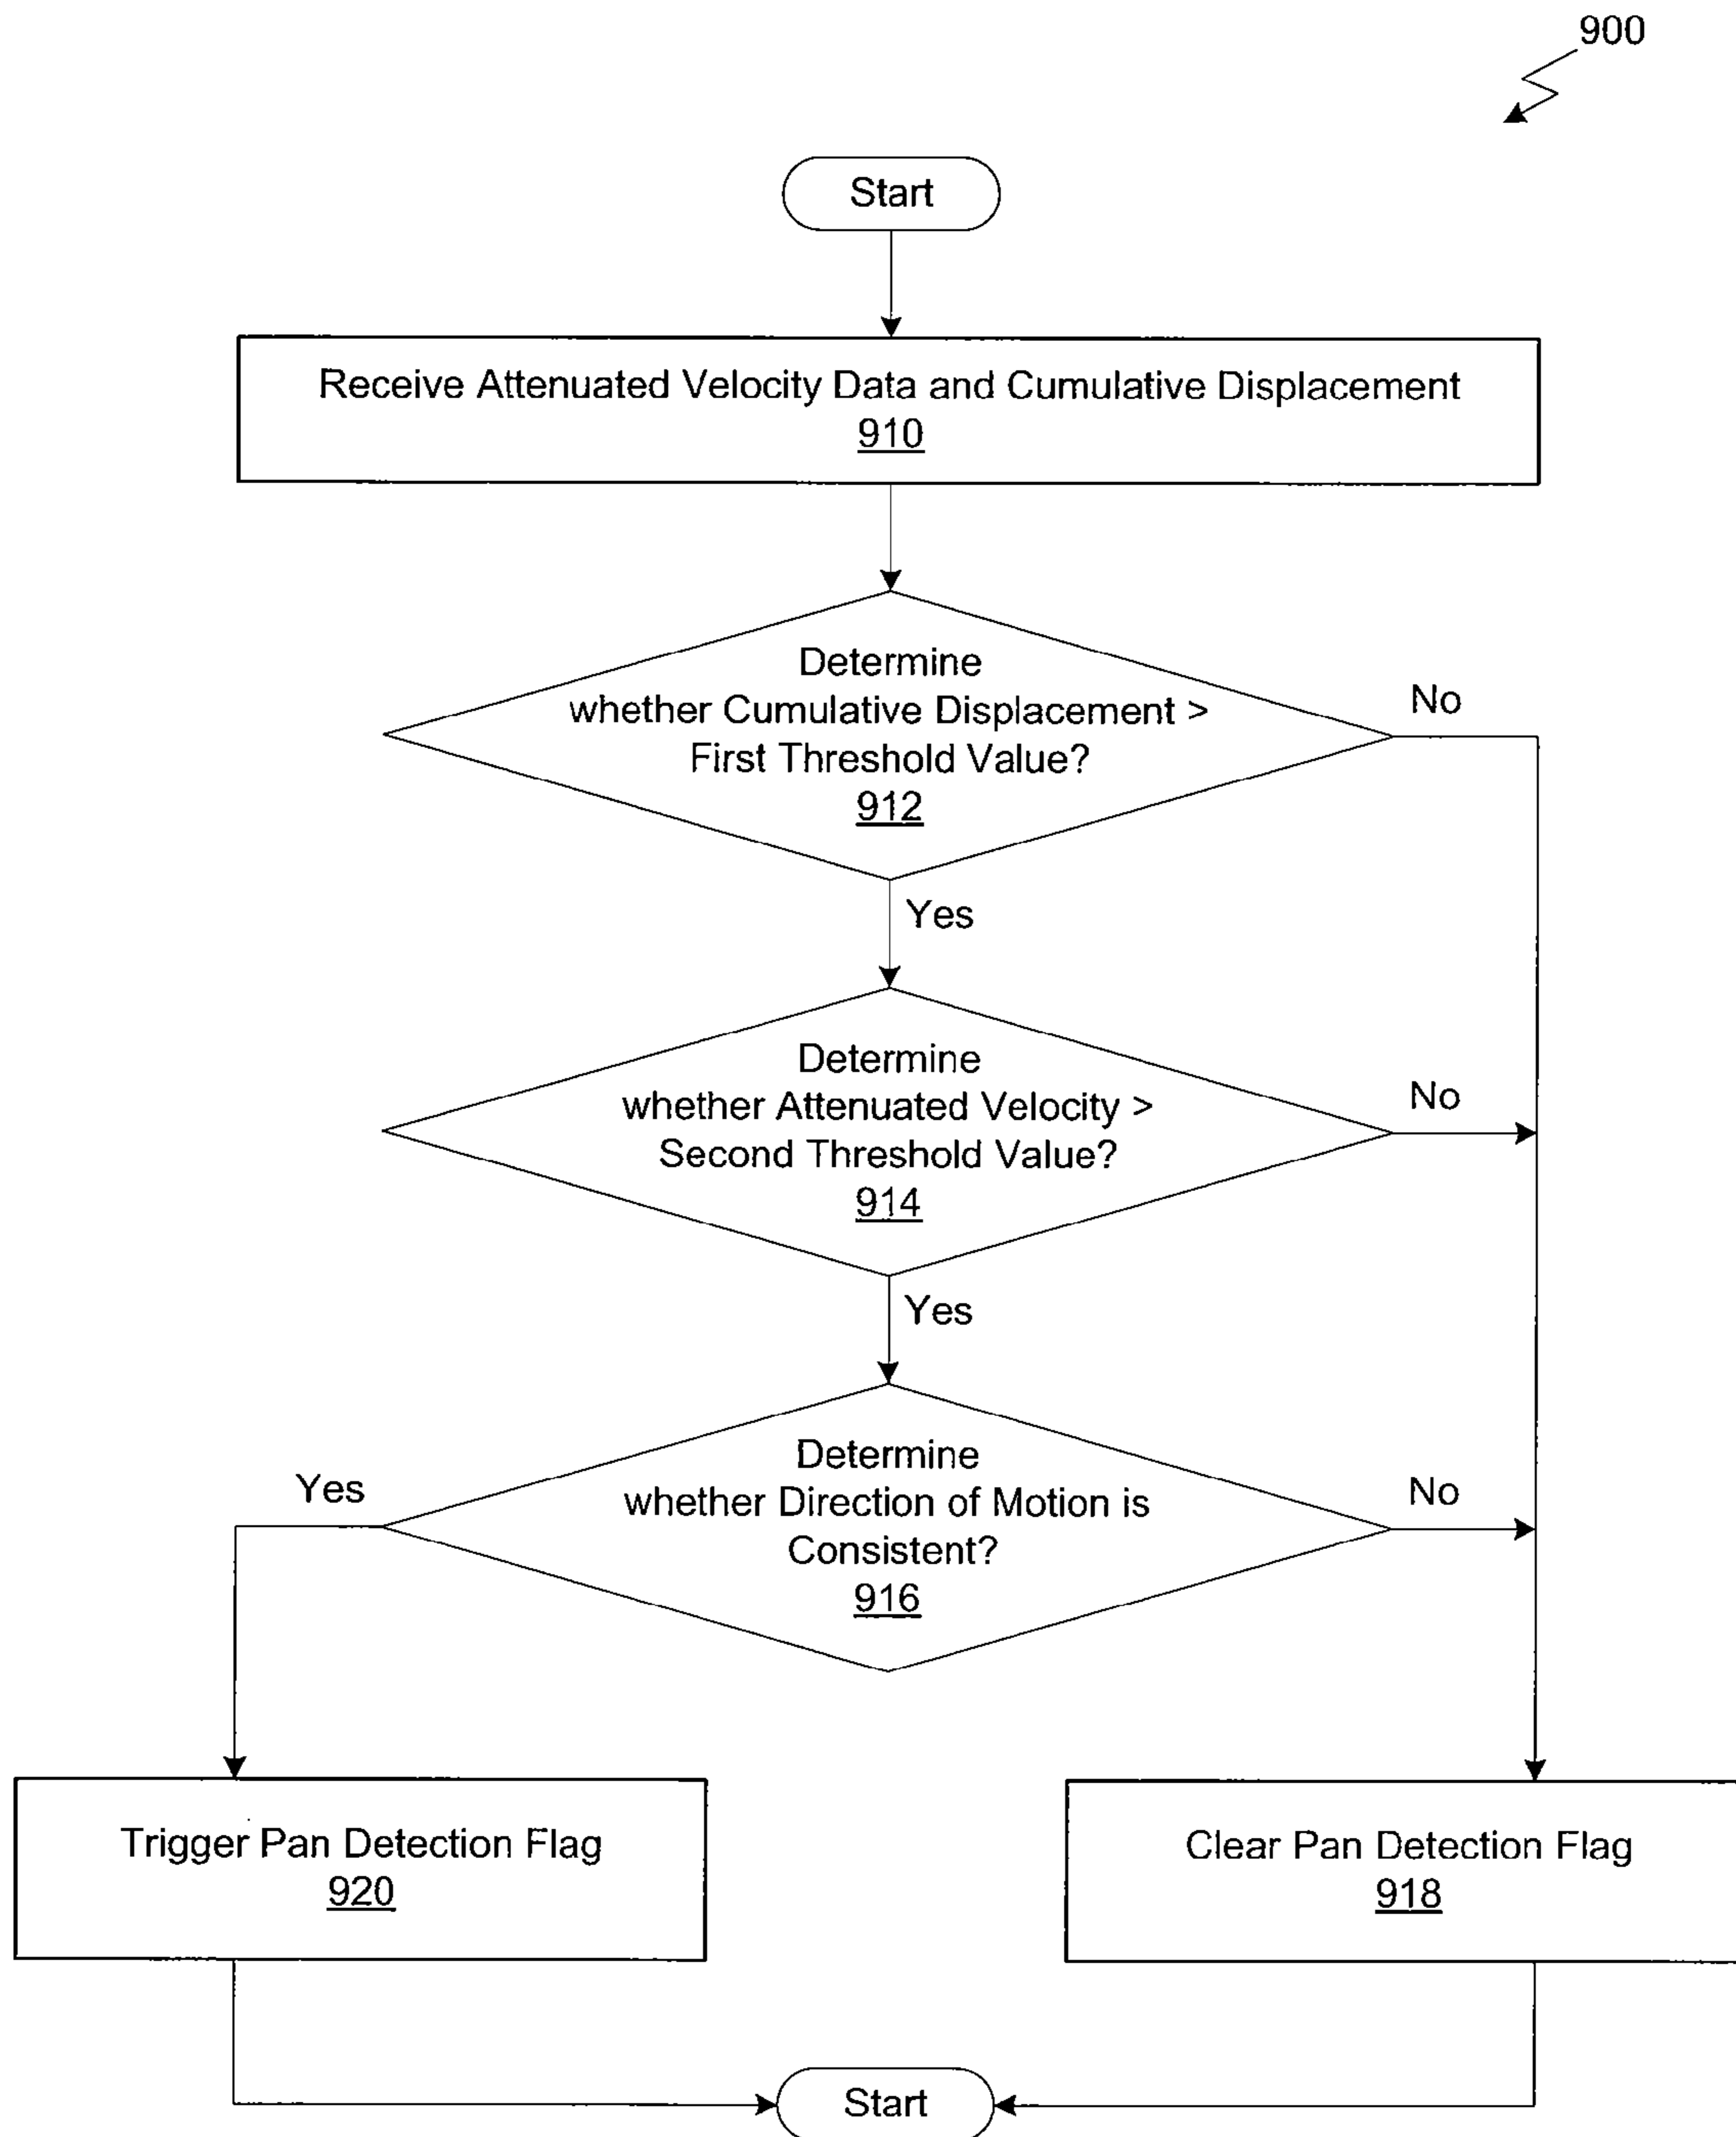 900
Start
Receive Attenuated Velocity Data and Cumulative Displacement
910
Determine
whether Cumulative Displacement >
First Threshold Value?
912
No
Yes
Determine
whether Attenuated Velocity >
Second Threshold Value?
914
No
Yes
Determine
whether Direction of Motion is
Consistent?
916
Yes
No
Trigger Pan Detection Flag
920
Clear Pan Detection Flag
918
Start